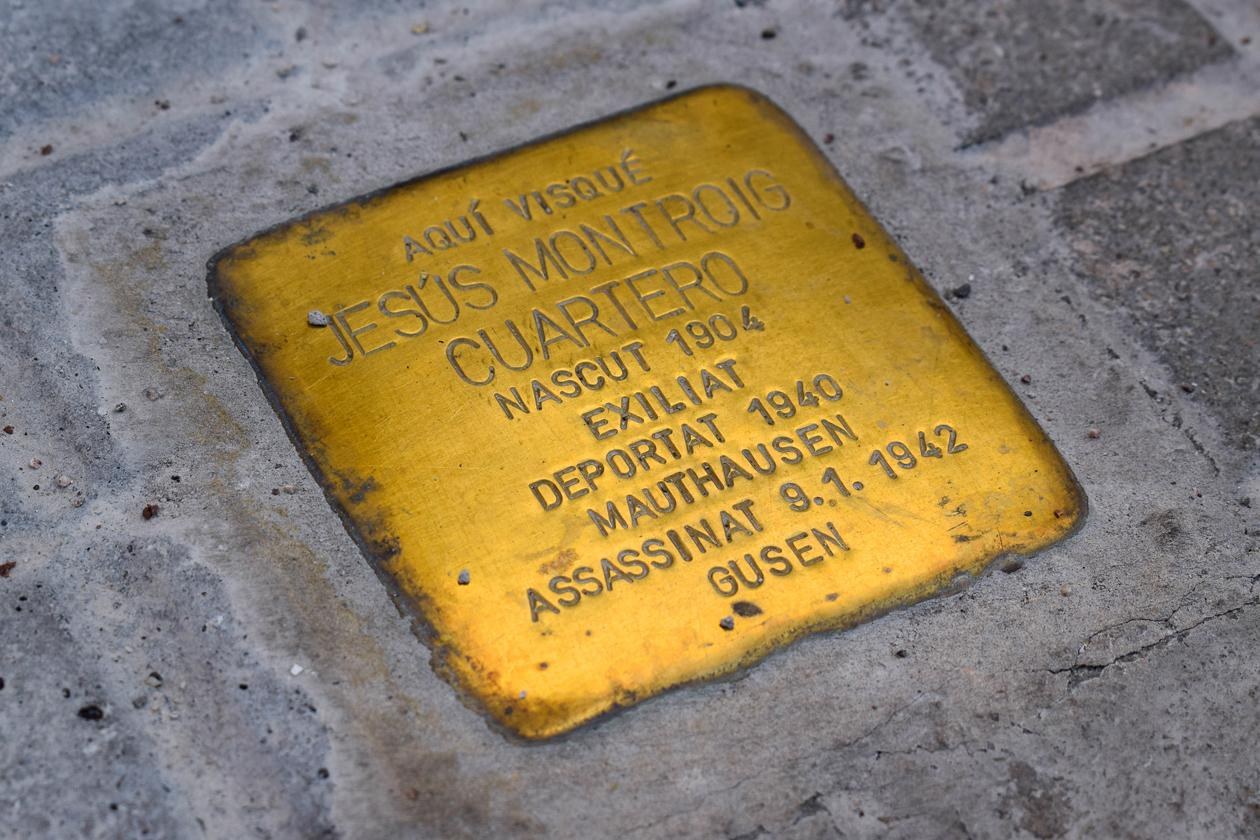 AQUÍ VISQUÉ
JESÚS MONTROIG
CUARTERO
NASCUT 1904
EXILIAT
DEPORTAT 1940
MAUTHAUSEN
ASSASSINAT 9.1.1942
GUSEN